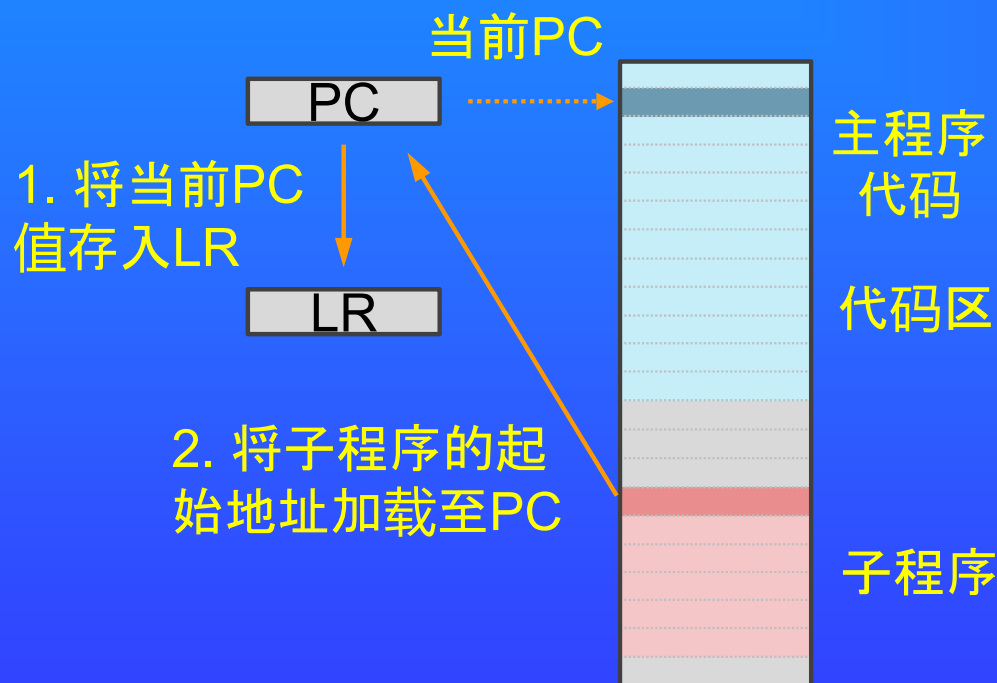 当前PC
PC
1. 将当前PC
值存入LR
LR
2. 将子程序的起
始地址加载至PC
主程序
代码
代码区
子程序